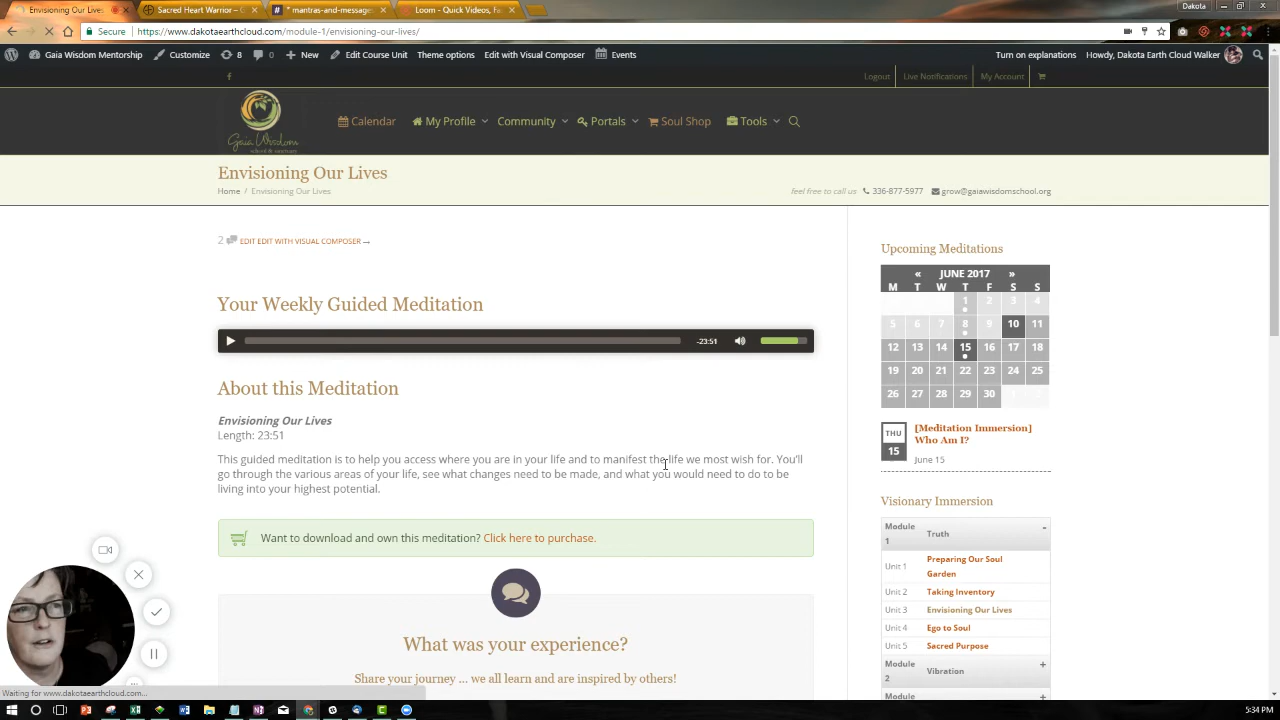 Envisioning Our Lives
Sacred Heart Warrior – G
* mantras-and-messages
Loom - Quick Videos, Fa
Dakota
Secure
https://www.dakotaearthcloud.com/module-1/envisioning-our-lives/
Gaia Wisdom Mentorship
Customize
8
0
New
Edit Course Unit
Theme options
Edit with Visual Composer
Events
Turn on explanations
Howdy, Dakota Earth Cloud Walker
Logout
Live Notifications
My Account
Gaia Wisdom
school & sanctuary
Calendar
My Profile
Community
Portals
Soul Shop
Tools
Envisioning Our Lives
Home / Envisioning Our Lives
feel free to call us 336-877-5977 grow@gaiawisdomschool.org
2 EDIT EDIT WITH VISUAL COMPOSER →
Your Weekly Guided Meditation
-23:51
About this Meditation
Envisioning Our Lives
Length: 23:51
This guided meditation is to help you access where you are in your life and to manifest the life we most wish for. You'll
go through the various areas of your life, see what changes need to be made, and what you would need to do to be
living into your highest potential.
Want to download and own this meditation? Click here to purchase.
What was your experience?
Share your journey ... we all learn and are inspired by others!
Upcoming Meditations
« JUNE 2017 »
M T W T F S S
1 2 3 4
5 6 7 8 9 10 11
12 13 14 15 16 17 18
19 20 21 22 23 24 25
26 27 28 29 30 1 2
THU
15
[Meditation Immersion]
Who Am I?
June 15
Visionary Immersion
Module
1
Truth
-
Unit 1
Preparing Our Soul
Garden
Unit 2
Taking Inventory
Unit 3
Envisioning Our Lives
Unit 4
Ego to Soul
Unit 5
Sacred Purpose
Module
2
Vibration
+
Module
+
Waiting for www.dakotaearthcloud.com...
5:34 PM